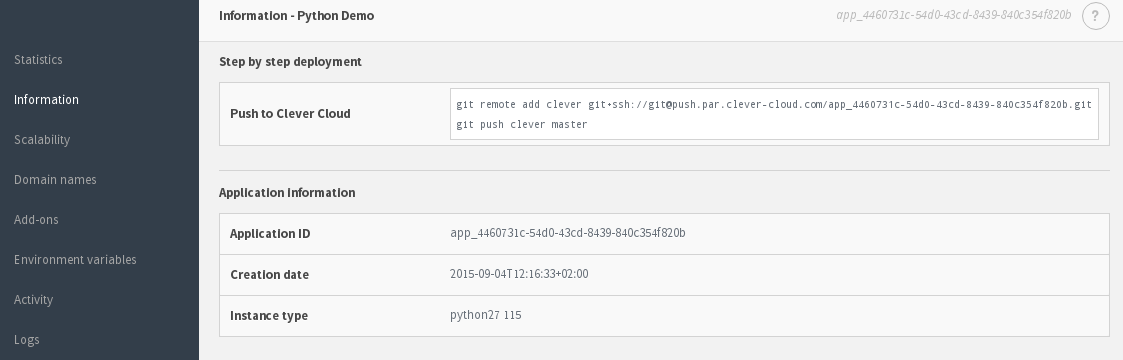 Information - Python Demo
app_4460731c-54d0-43cd-8439-840c354f820b ?
Statistics
Information
Scalability
Domain names
Add-ons
Environment variables
Activity
Logs
Step by step deployment
Push to Clever Cloud
git remote add clever git+ssh://git@push.par.clever-cloud.com/app_4460731c-54d0-43cd-8439-840c354f820b.git
git push clever master
Application information
Application ID app_4460731c-54d0-43cd-8439-840c354f820b
Creation date 2015-09-04T12:16:33+02:00
Instance type python27 115